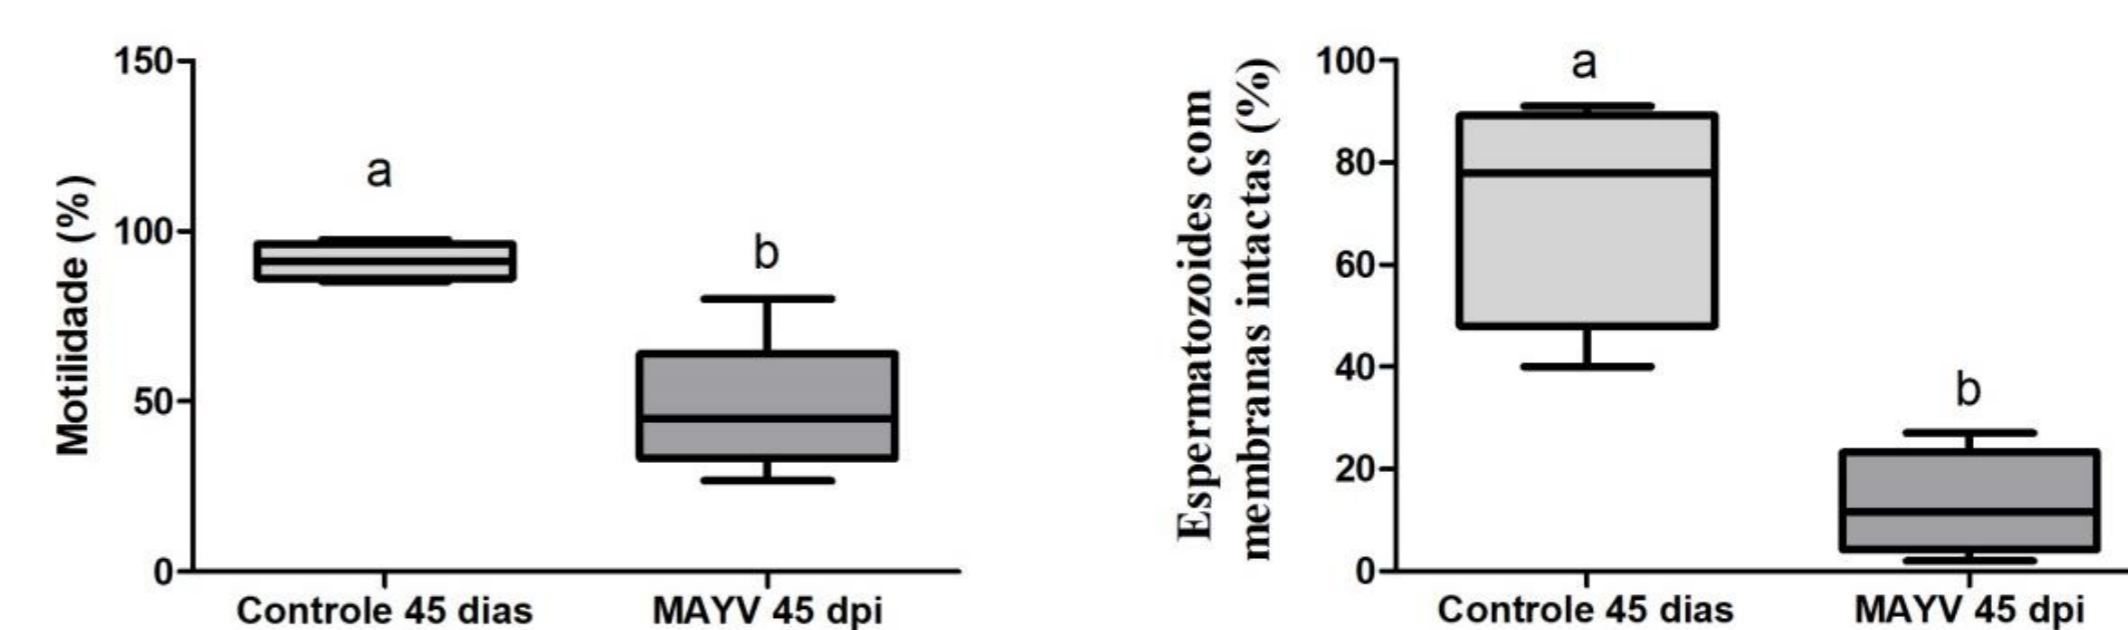 Motilidade (%)
150
100
50
0
a
b
Controle 45 dias
MAYV 45 dpi
Espermatozoides com
membranas intactas (%)
100
80
60
40
20
0
a
b
Controle 45 dias
MAYV 45 dpi